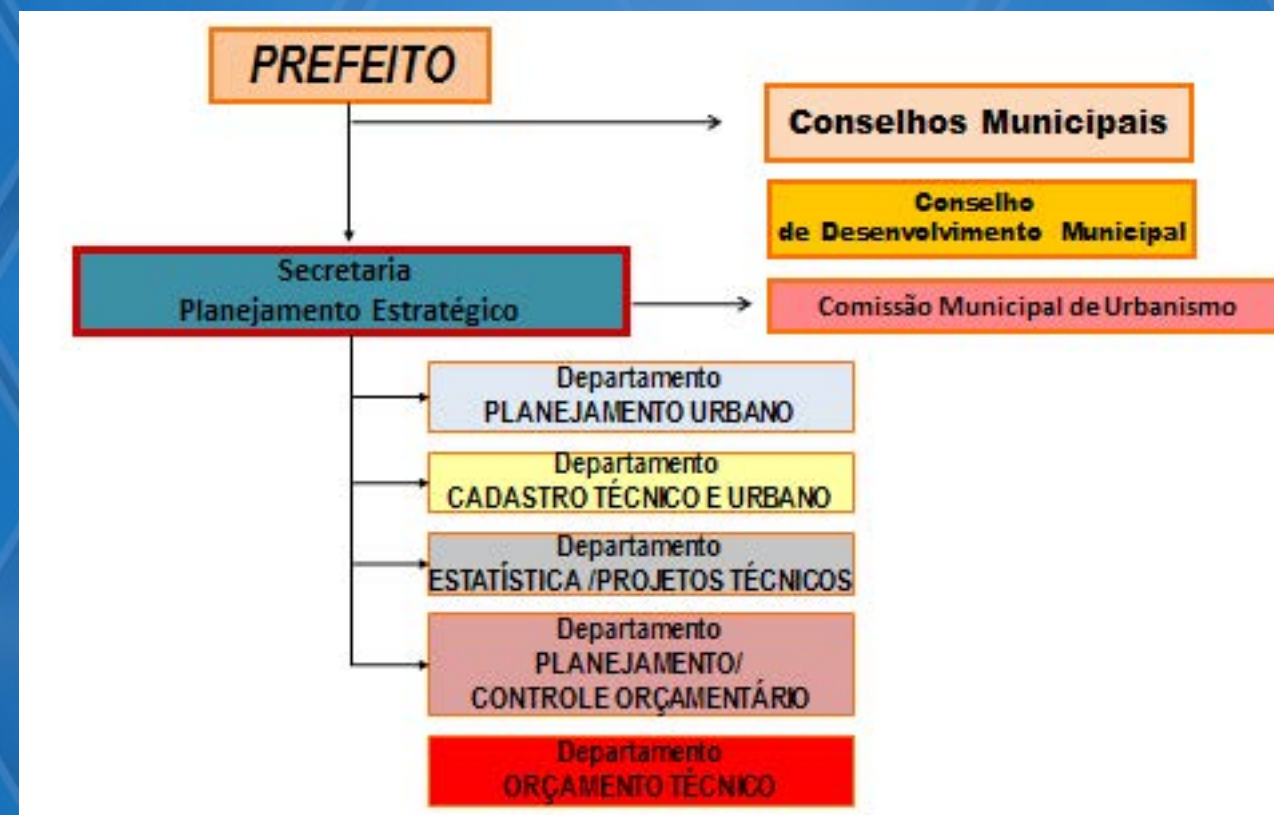 PREFEITO
Conselhos Municipais
Conselho
de Desenvolvimento Municipal
Secretaria
Planejamento Estratégico
Comissão Municipal de Urbanismo
Departamento
PLANEJAMENTO URBANO
Departamento
CADASTRO TÉCNICO E URBANO
Departamento
ESTATÍSTICA /PROJETOS TÉCNICOS
Departamento
PLANEJAMENTO/
CONTROLE ORÇAMENTÁRIO
Departamento
ORÇAMENTO TÈCNICO